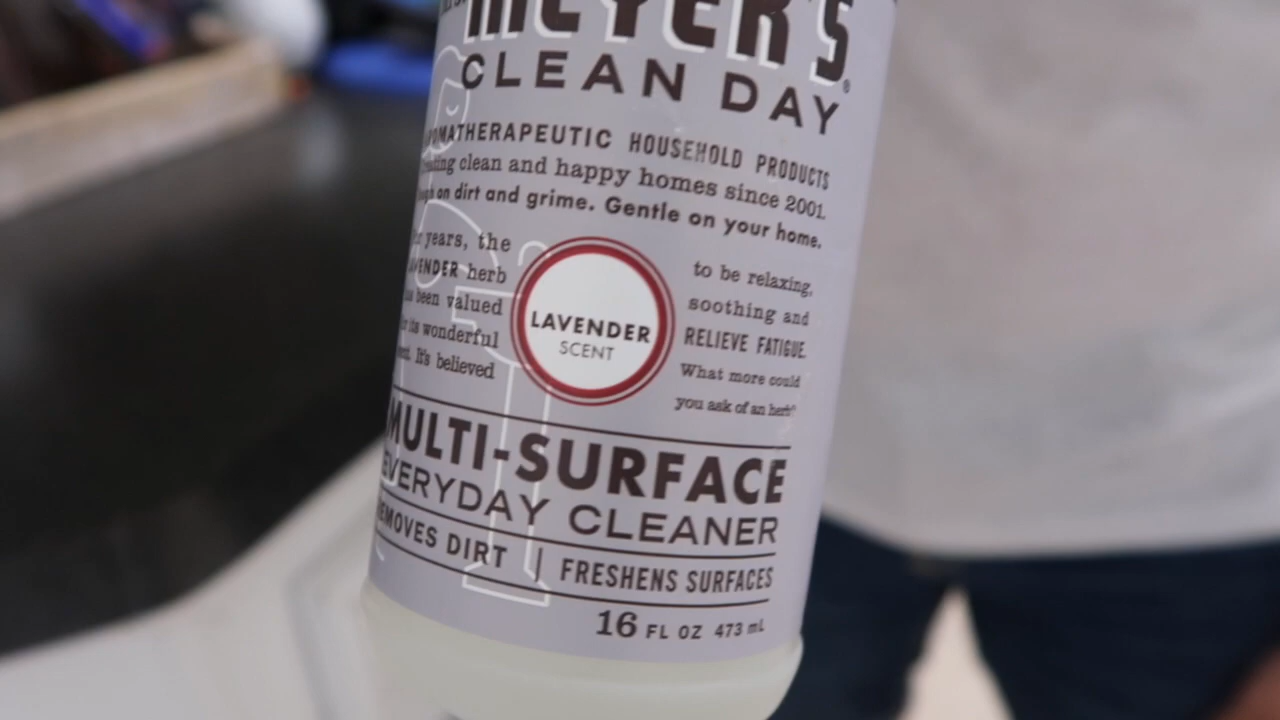 MEYER'S
CLEAN DAY
AROMATHERAPEUTIC HOUSEHOLD PRODUCTS
clean and happy homes since 2001.
on dirt and grime. Gentle on your home.
years, the
LAVENDER herb
been valued
its wonderful
It's believed
LAVENDER
SCENT
to be relaxing,
soothing and
RELIEVE FATIGUE.
What more could
you ask of an herb?
MULTI-SURFACE
EVERYDAY CLEANER
REMOVES DIRT | FRESHENS SURFACES
16 FL OZ 473 mL